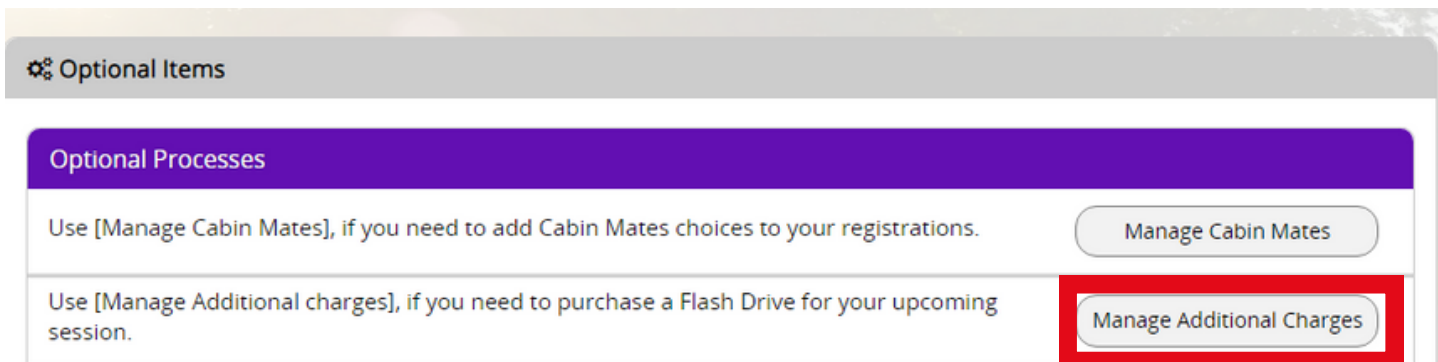 Optional Items
Optional Processes
Use [Manage Cabin Mates], if you need to add Cabin Mates choices to your registrations.
Manage Cabin Mates
Use [Manage Additional charges], if you need to purchase a Flash Drive for your upcoming
session.
Manage Additional Charges